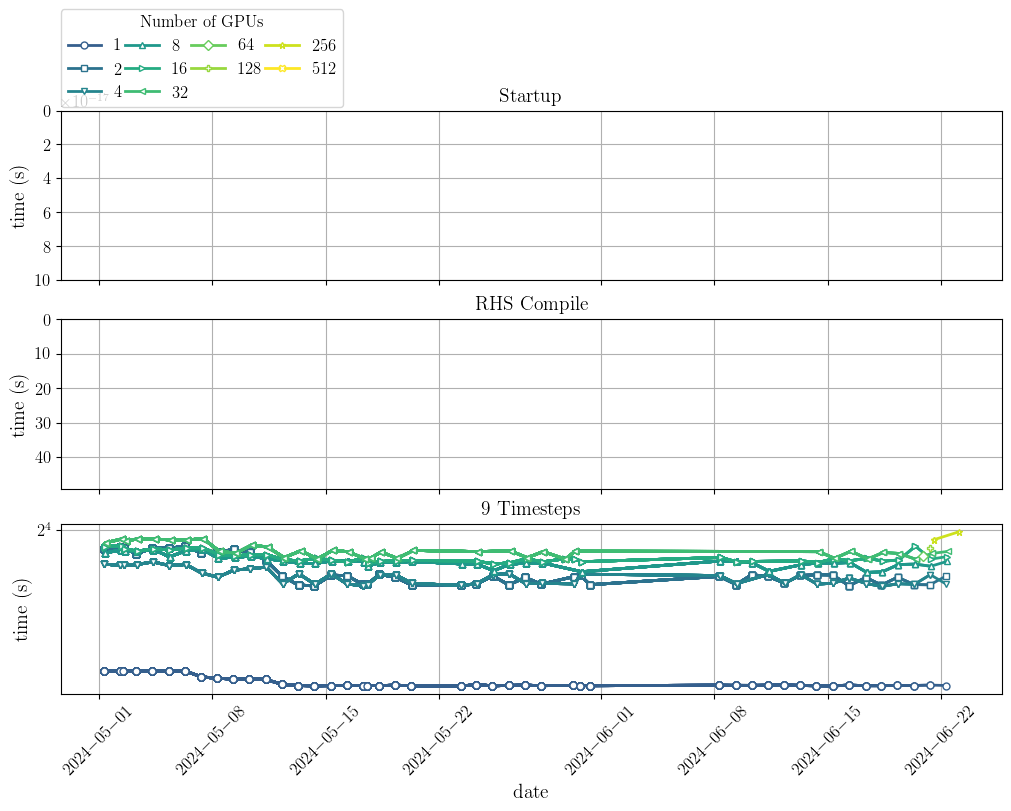 Number of GPUs
1 8 64 256
2 16 128 512
4 32
×10⁻¹⁷
Startup
0
2
4
6
8
10
time (s)
RHS Compile
0
10
20
30
40
time (s)
9 Timesteps
2⁴
time (s)
2024−05−01 2024−05−08 2024−05−15 2024−05−22 2024−06−01 2024−06−08 2024−06−15 2024−06−22
date